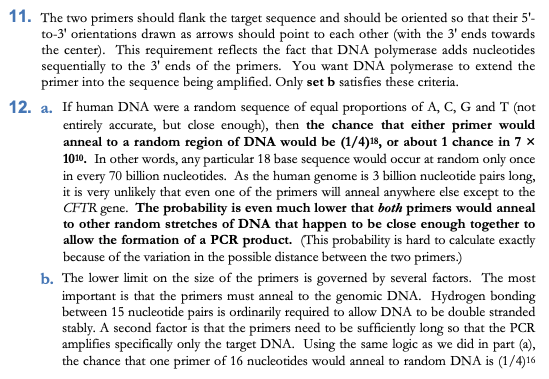 11. The two primers should flank the target sequence and should be oriented so that their 5'-
to-3' orientations drawn as arrows should point to each other (with the 3' ends towards
the center). This requirement reflects the fact that DNA polymerase adds nucleotides
sequentially to the 3' ends of the primers. You want DNA polymerase to extend the
primer into the sequence being amplified. Only set b satisfies these criteria.
12. a. If human DNA were a random sequence of equal proportions of A, C, G and T (not
entirely accurate, but close enough), then the chance that either primer would
anneal to a random region of DNA would be (1/4)18, or about 1 chance in 7 ×
1010. In other words, any particular 18 base sequence would occur at random only once
in every 70 billion nucleotides. As the human genome is 3 billion nucleotide pairs long,
it is very unlikely that even one of the primers will anneal anywhere else except to the
CFTR gene. The probability is even much lower that both primers would anneal
to other random stretches of DNA that happen to be close enough together to
allow the formation of a PCR product. (This probability is hard to calculate exactly
because of the variation in the possible distance between the two primers.)
b. The lower limit on the size of the primers is governed by several factors. The most
important is that the primers must anneal to the genomic DNA. Hydrogen bonding
between 15 nucleotide pairs is ordinarily required to allow DNA to be double stranded
stably. A second factor is that the primers need to be sufficiently long so that the PCR
amplifies specifically only the target DNA. Using the same logic as we did in part (a),
the chance that one primer of 16 nucleotides would anneal to random DNA is (1/4)16